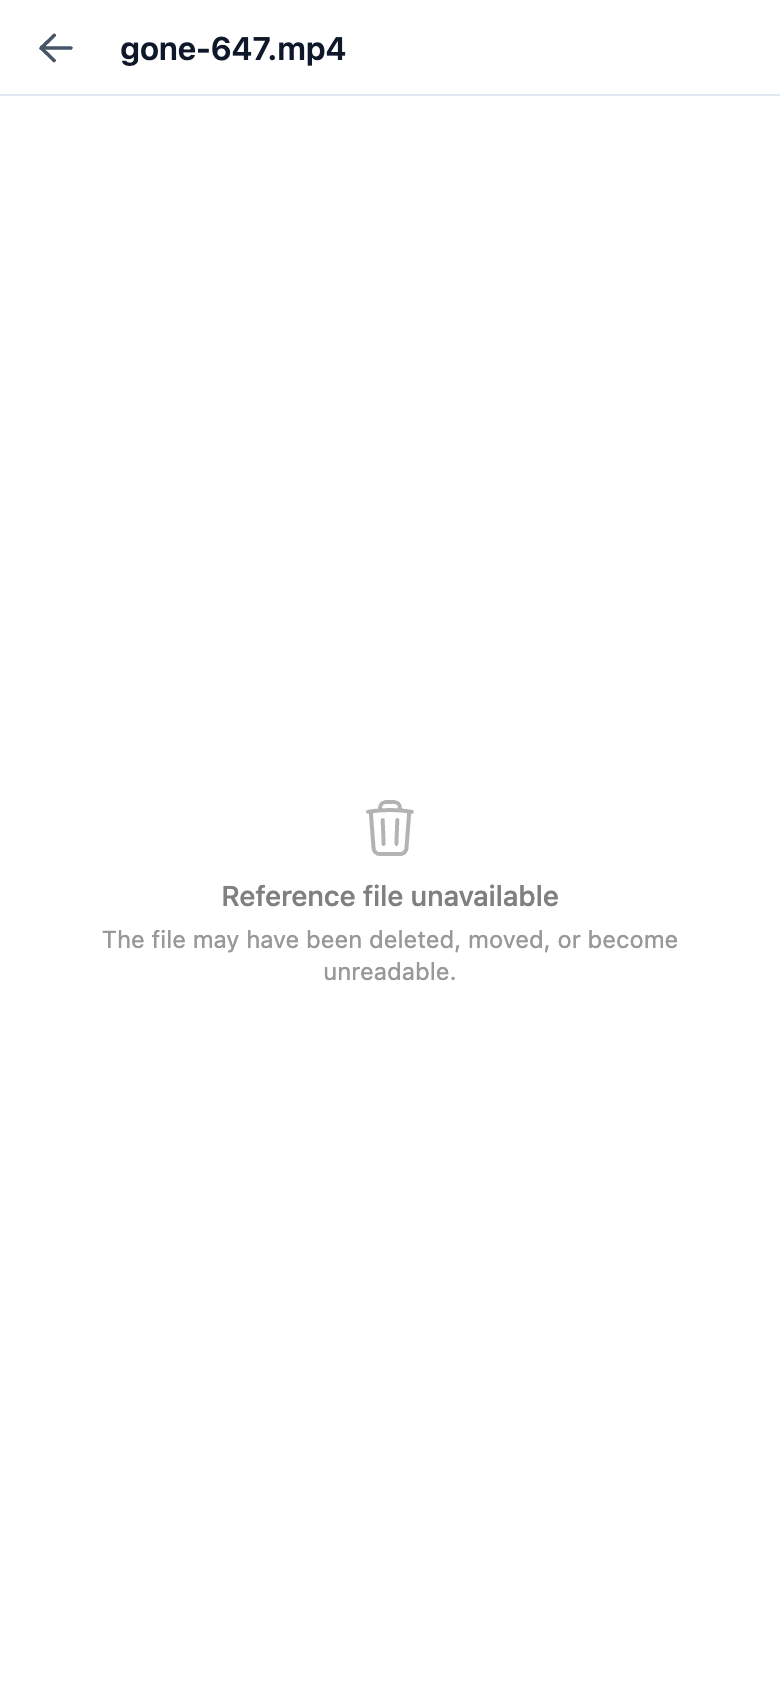 gone-647.mp4
Reference file unavailable
The file may have been deleted, moved, or become
unreadable.